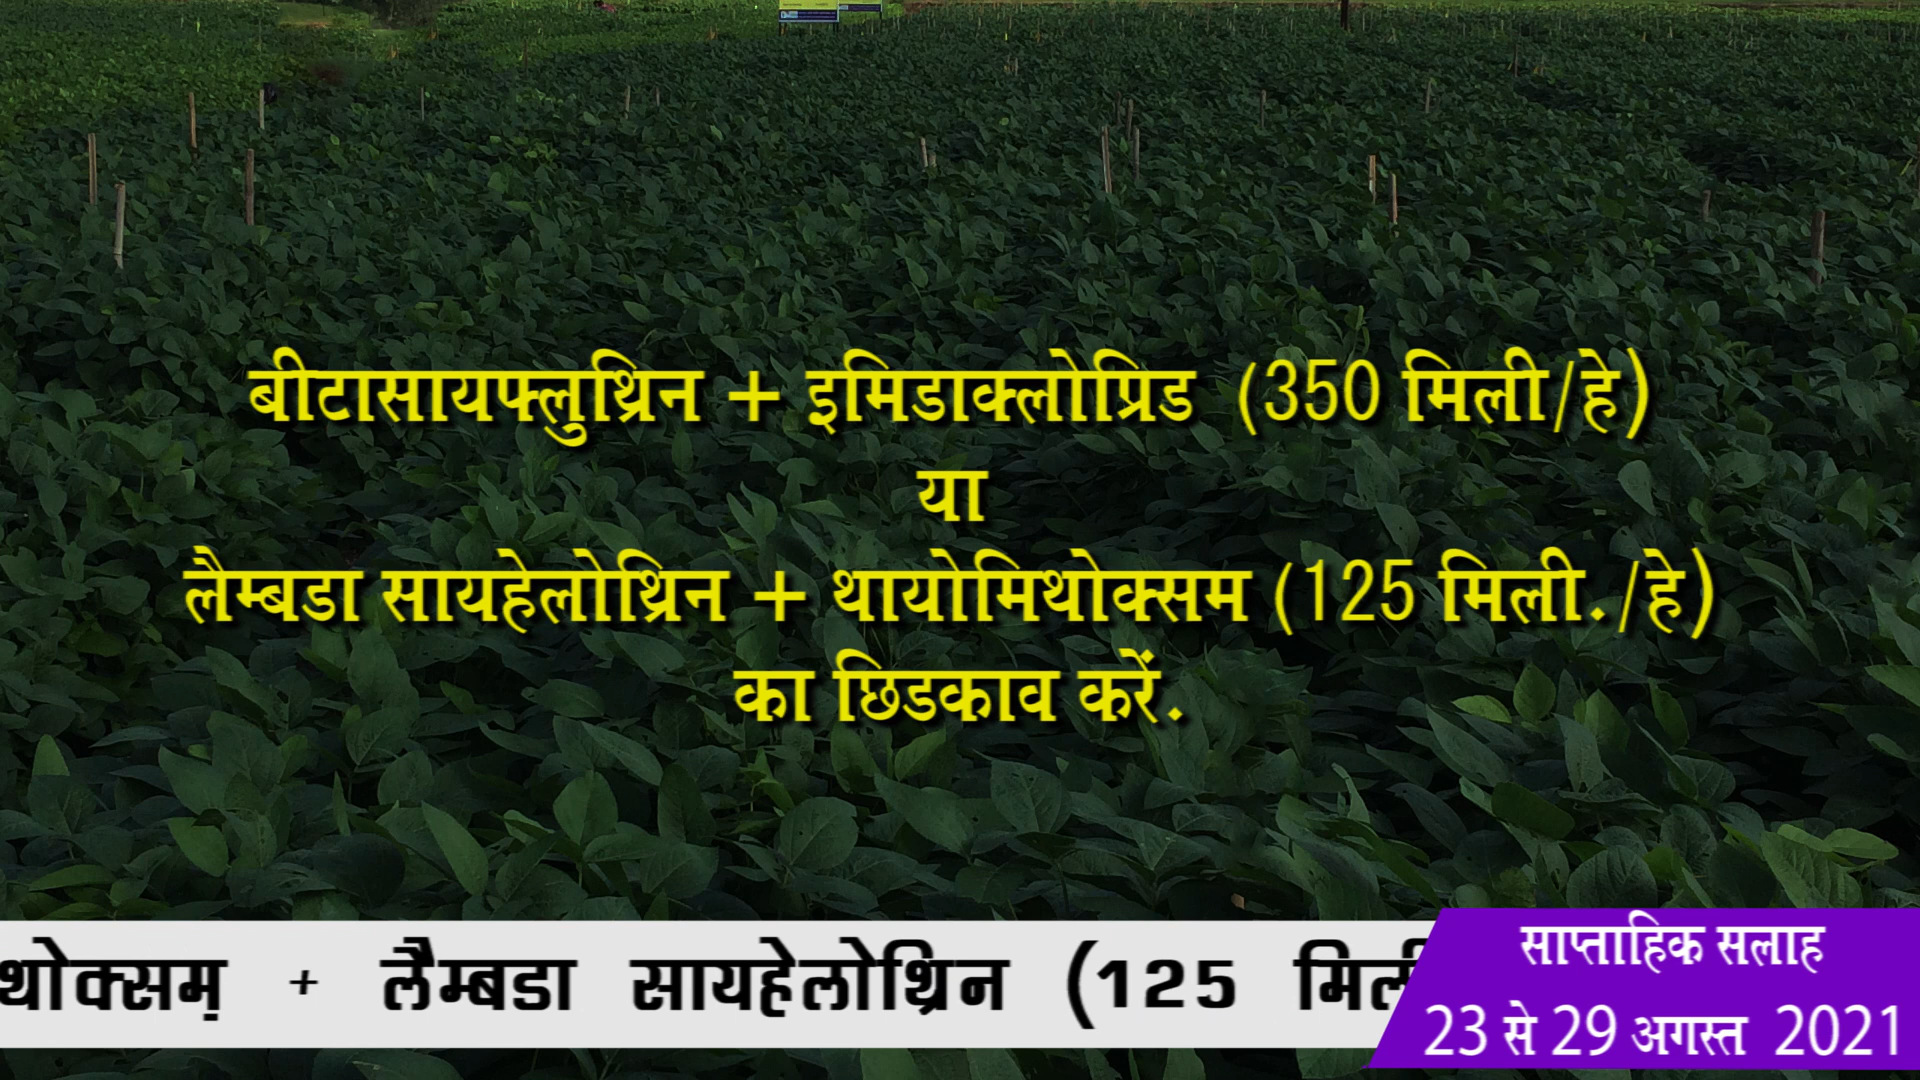 बीटासायफ्लुथ्रिन + इमिडाक्लोप्रिड (350 मिली/हे)
या
लैम्बडा सायहेलोथ्रिन + थायोमिथोक्सम (125 मिली./हे)
का छिडकाव करें.
थोक्सम़ + लैम्बडा सायहेलोथ्रिन (125 मिली
साप्ताहिक सलाह
23 से 29 अगस्त 2021